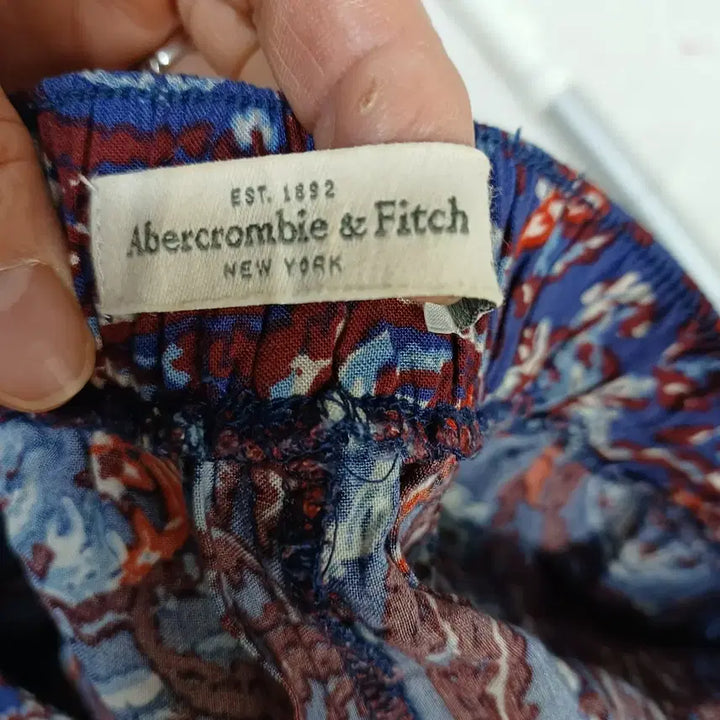 EST. 1892
Abercrombie & Fitch
NEW YORK